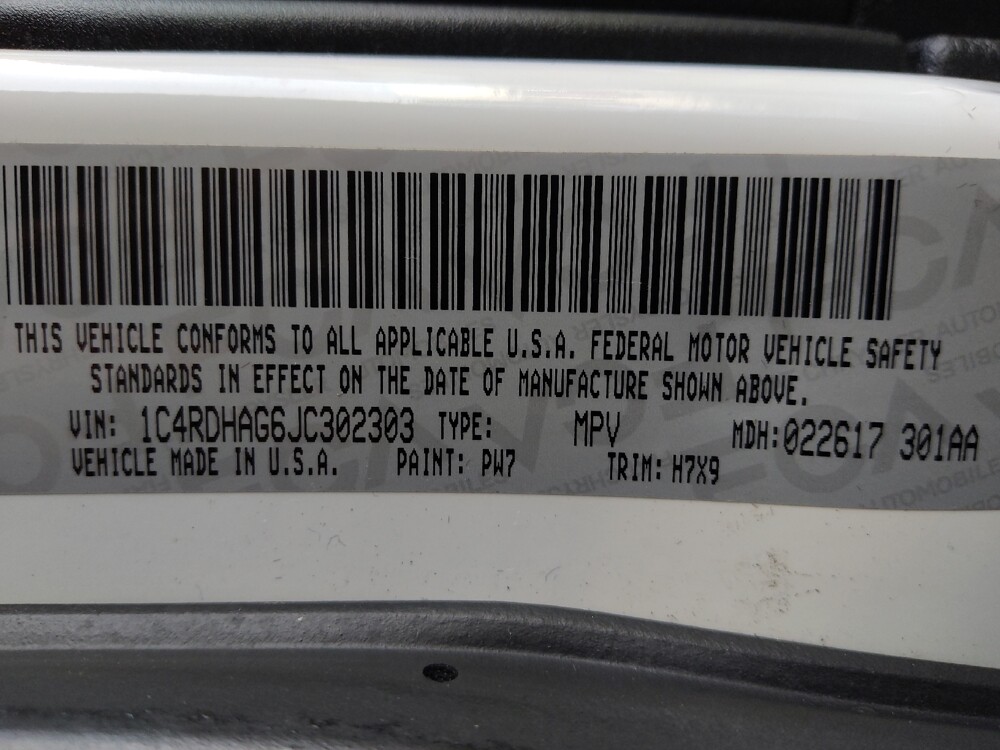 THIS VEHICLE CONFORMS TO ALL APPLICABLE U.S.A. FEDERAL MOTOR VEHICLE SAFETY
STANDARDS IN EFFECT ON THE DATE OF MANUFACTURE SHOWN ABOVE.
VIN: 1C4RDHAG6JC302303 TYPE: MPV MDH:022617 301AA
VEHICLE MADE IN U.S.A. PAINT: PW7 TRIM: H7X9